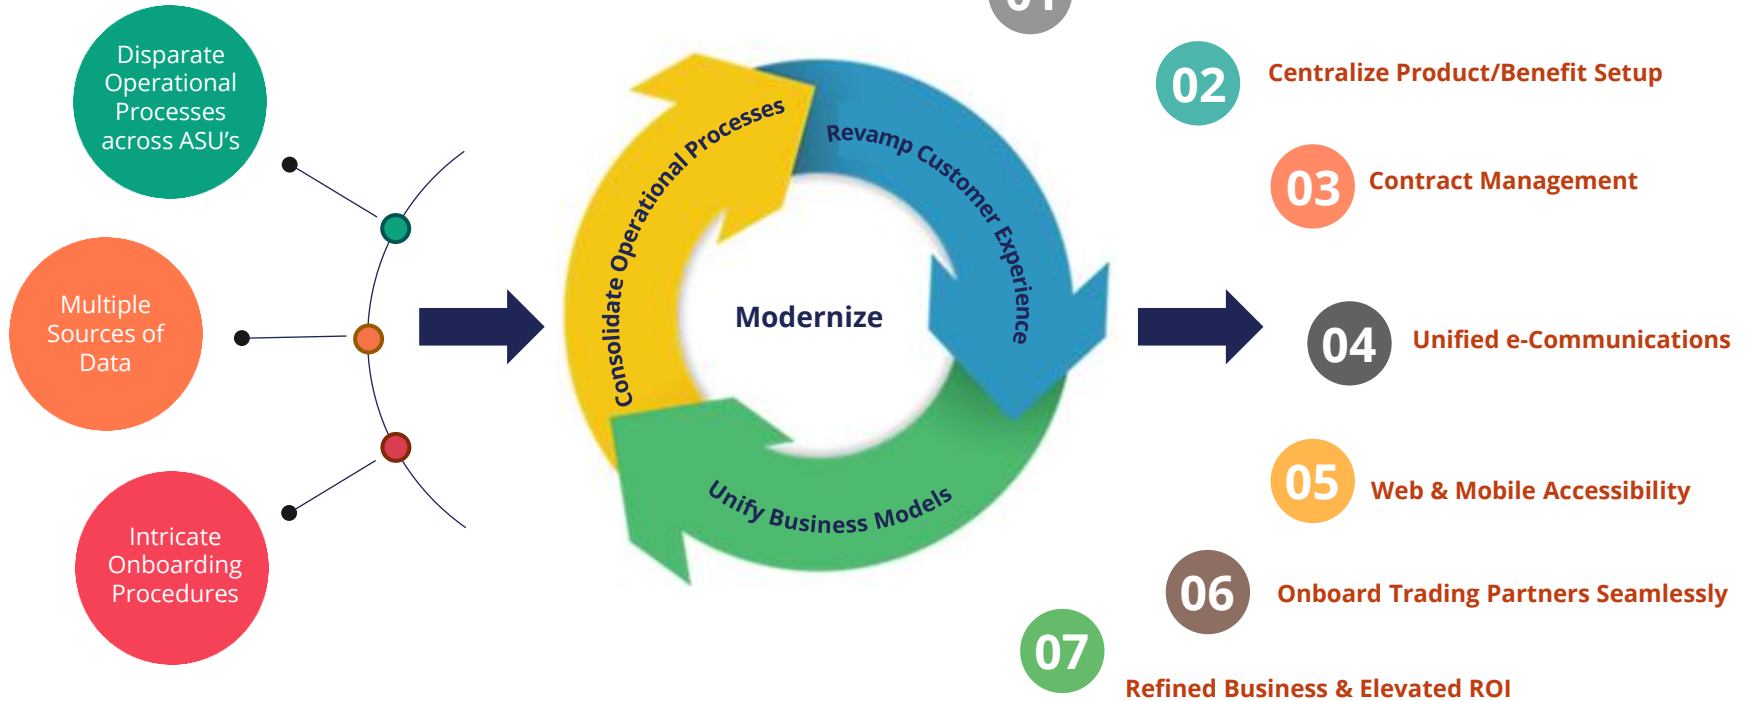 Disparate
Operational
Processes
across ASU's
Multiple
Sources of
Data
Intricate
Onboarding
Procedures
Consolidate Operational Processes
Revamp Customer Experience
Unify Business Models
Modernize
01
02
Centralize Product/Benefit Setup
03
Contract Management
04
Unified e-Communications
05
Web & Mobile Accessibility
06
Onboard Trading Partners Seamlessly
07
Refined Business & Elevated ROI